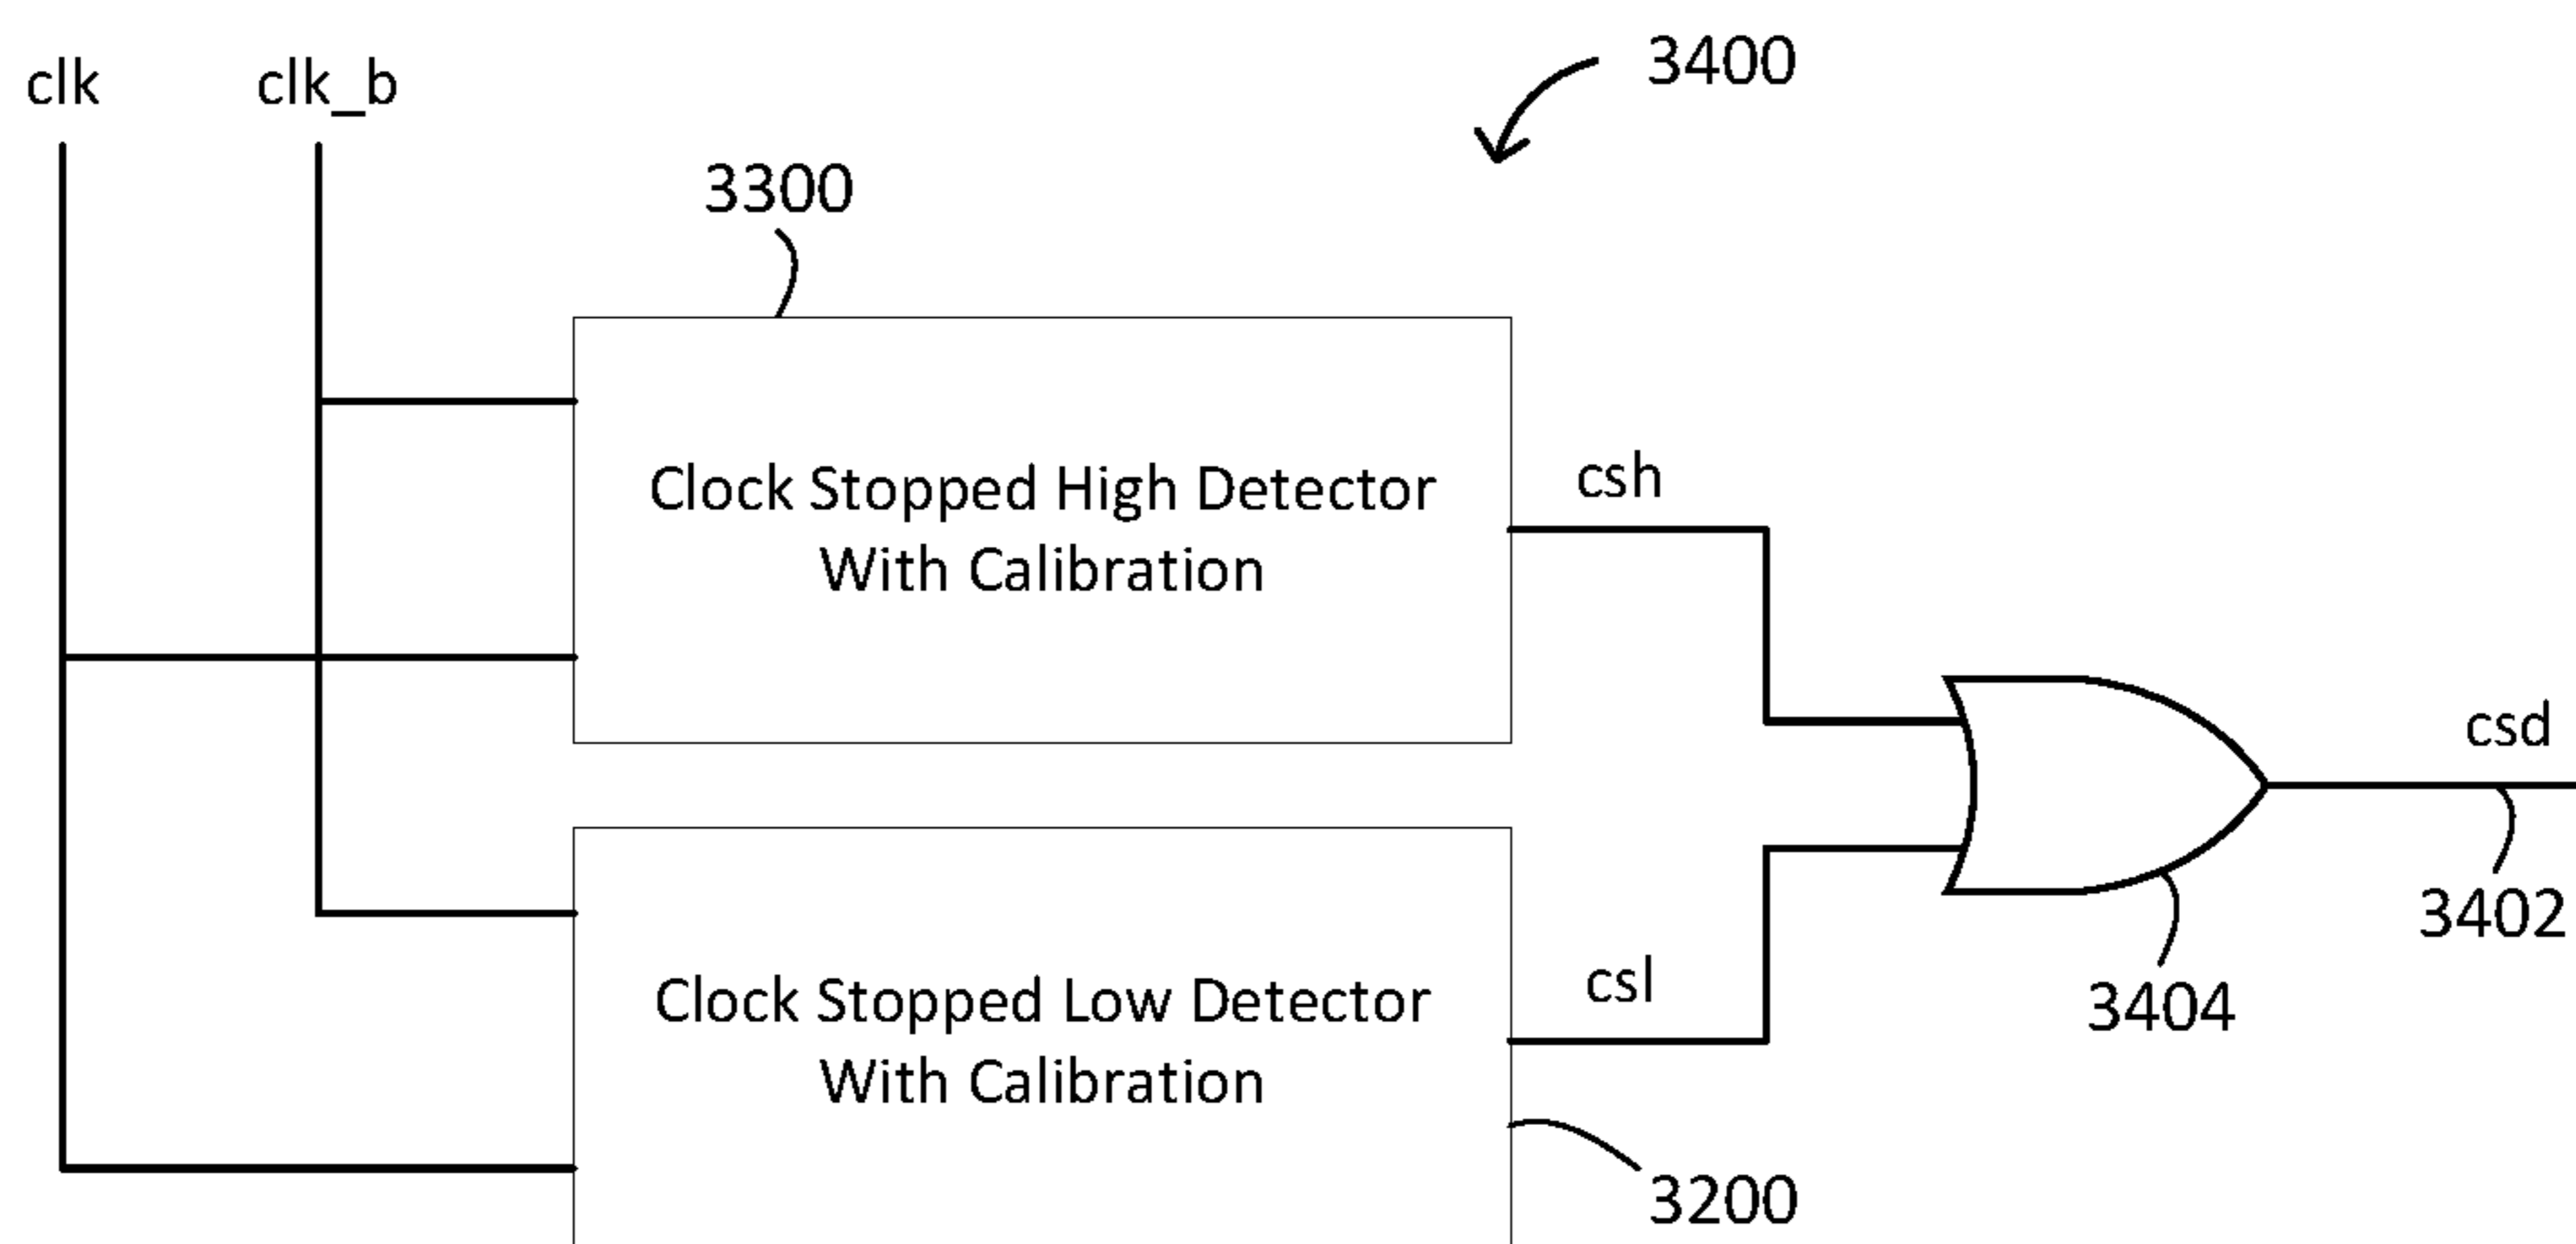 clk
clk_b
3400
3300
Clock Stopped High Detector
With Calibration
csh
csd
3402
Clock Stopped Low Detector
With Calibration
csl
3404
3200